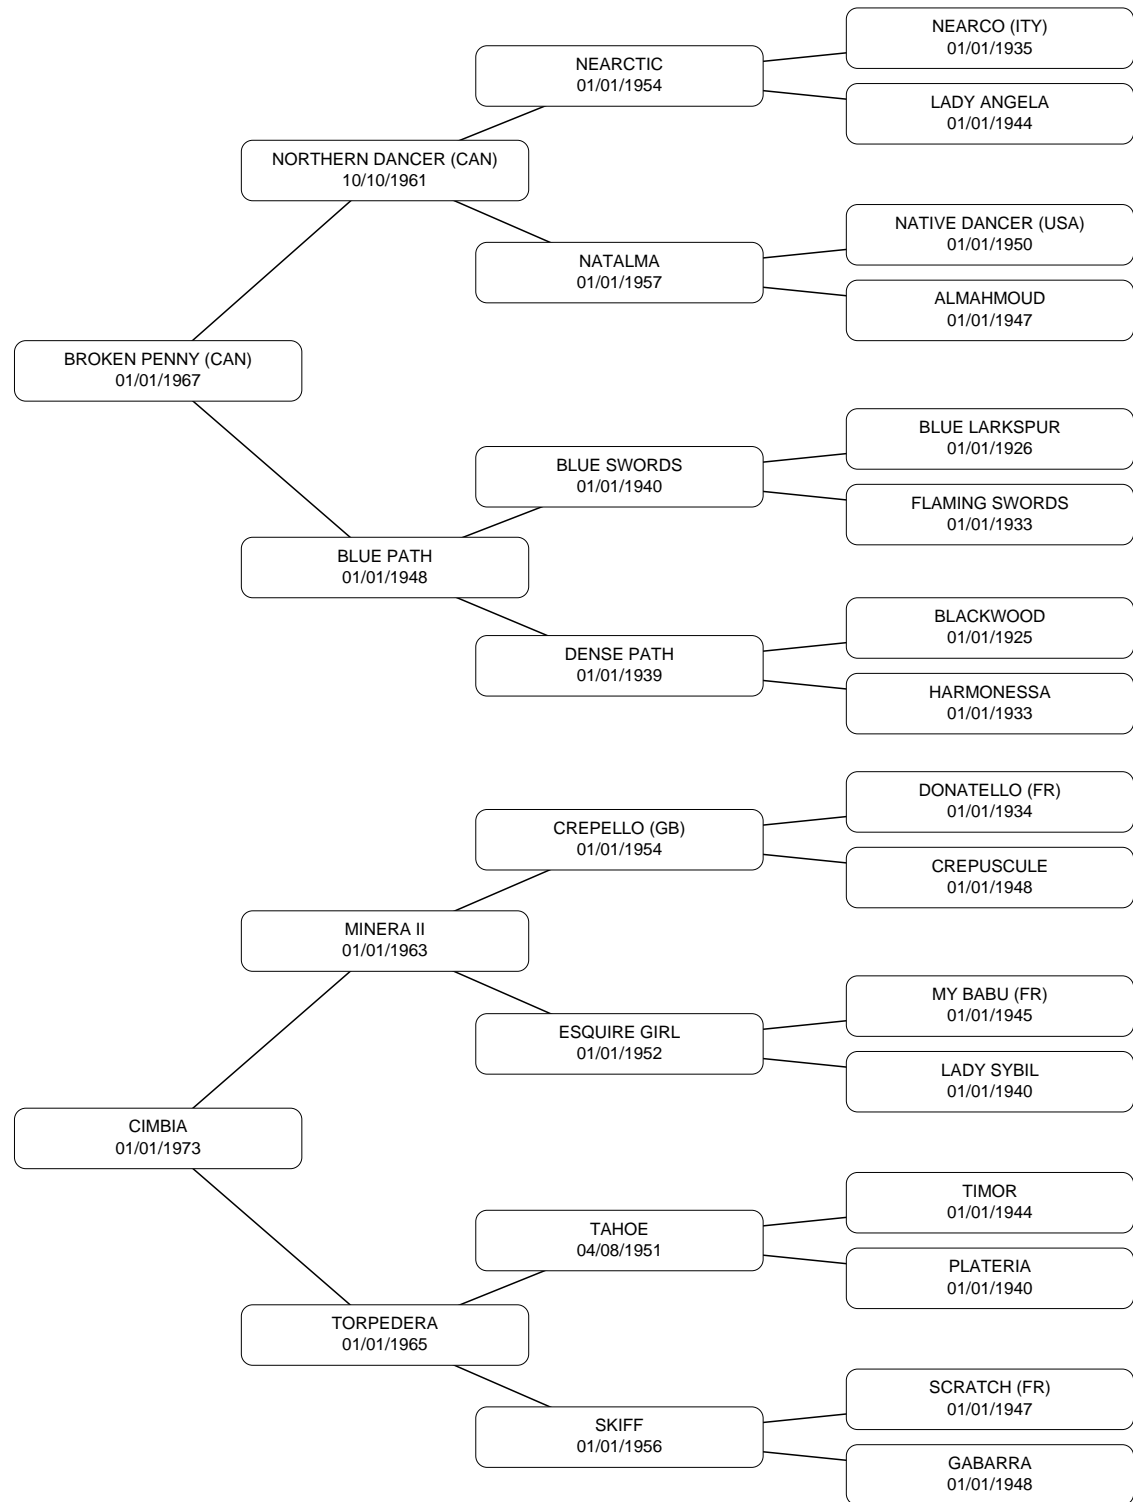 NEARCO (ITY)
01/01/1935
NEARCTIC
01/01/1954
LADY ANGELA
01/01/1944
NORTHERN DANCER (CAN)
10/10/1961
NATIVE DANCER (USA)
01/01/1950
NATALMA
01/01/1957
ALMAHMOUD
01/01/1947
BROKEN PENNY (CAN)
01/01/1967
BLUE LARKSPUR
01/01/1926
BLUE SWORDS
01/01/1940
FLAMING SWORDS
01/01/1933
BLUE PATH
01/01/1948
BLACKWOOD
01/01/1925
DENSE PATH
01/01/1939
HARMONESSA
01/01/1933
DONATELLO (FR)
01/01/1934
CREPELLO (GB)
01/01/1954
CREPUSCULE
01/01/1948
MINERA II
01/01/1963
MY BABU (FR)
01/01/1945
ESQUIRE GIRL
01/01/1952
LADY SYBIL
01/01/1940
CIMBIA
01/01/1973
TIMOR
01/01/1944
TAHOE
04/08/1951
PLATERIA
01/01/1940
TORPEDERA
01/01/1965
SCRATCH (FR)
01/01/1947
SKIFF
01/01/1956
GABARRA
01/01/1948